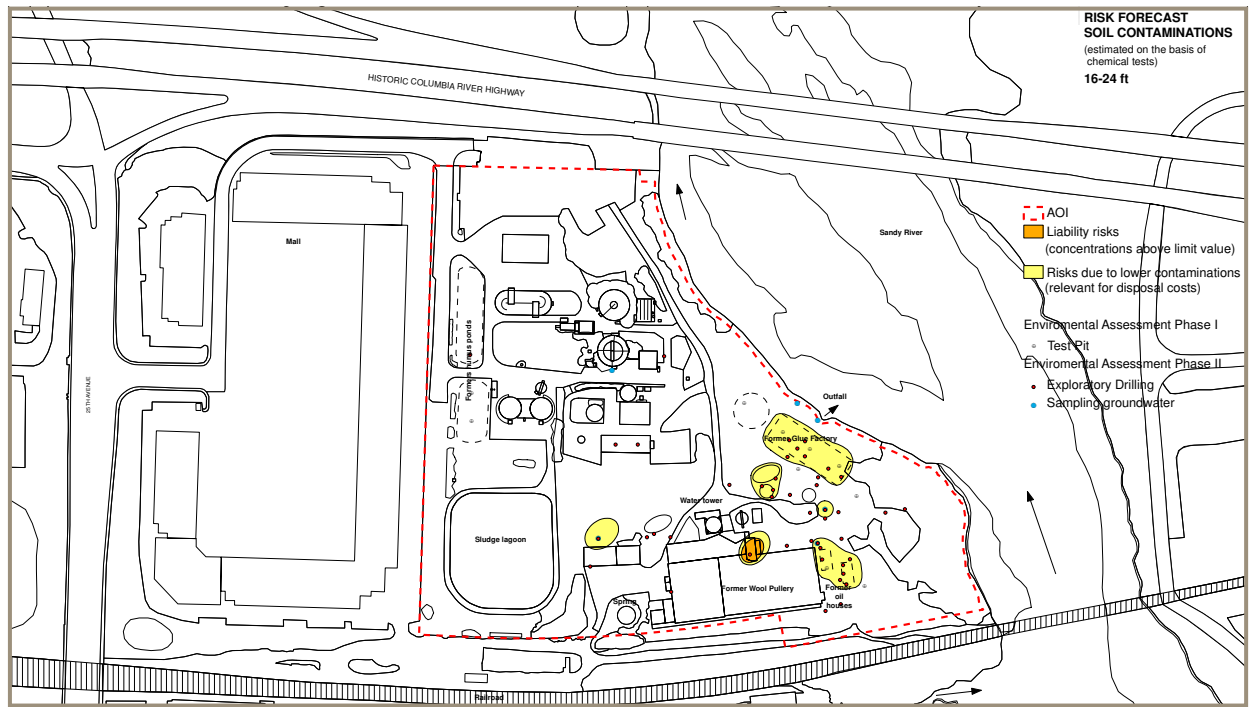 RISK FORECAST
SOIL CONTAMINATIONS
(estimated on the basis of
chemical tests)
16-24 ft
HISTORIC COLUMBIA RIVER HIGHWAY
Mall
Sandy River
AOI
Liability risks
(concentrations above limit value)
Risks due to lower contaminations
(relevant for disposal costs)
Enviromental Assessment Phase I
Test Pit
Enviromental Assessment Phase II
Exploratory Drilling
Sampling groundwater
Former humus ponds
25TH AVENUE
Outfall
Former Glue Factory
Water tower
Sludge lagoon
Former Wool Pullery
Former
oil
houses
Spring
Railroad